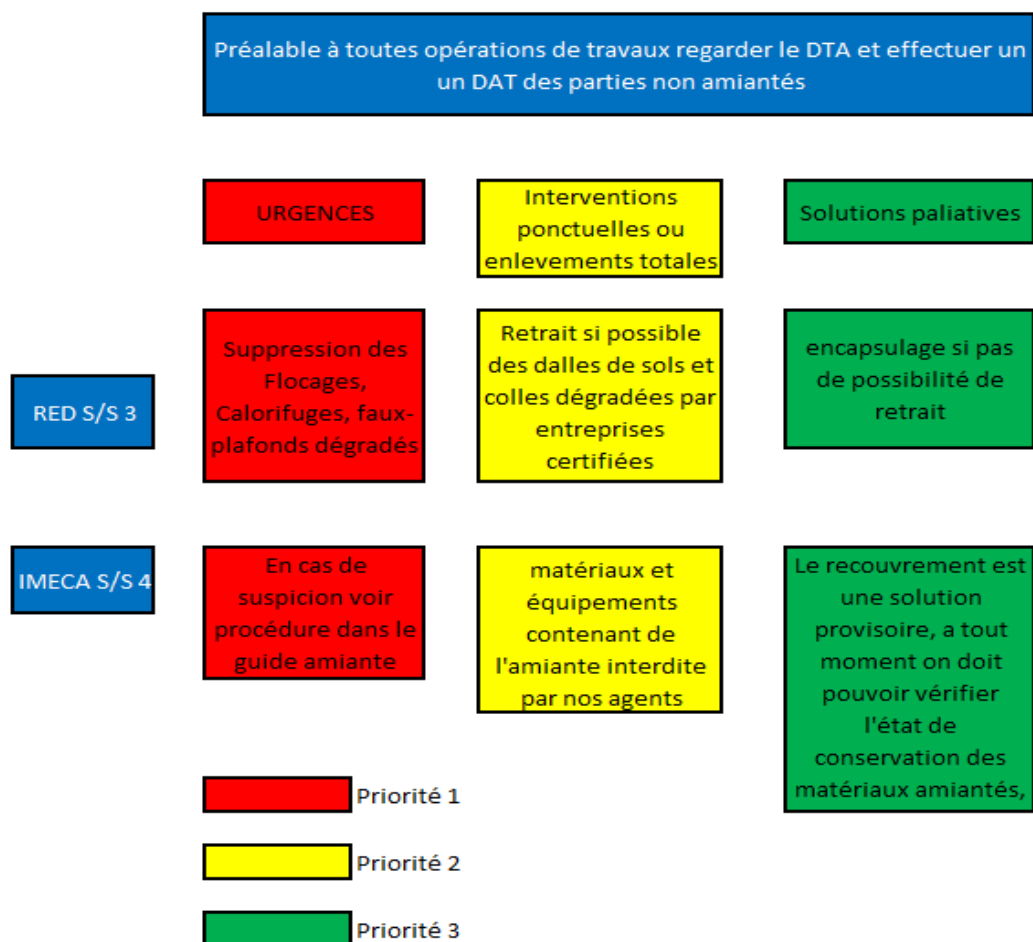 Préalable à toutes opérations de travaux regarder le DTA et effectuer un
un DAT des parties non amiantés
URGENCES
Interventions
ponctuelles ou
enlevements totales
Solutions paliatives
RED S/S 3
Suppression des
Flocages,
Calorifuges, faux-
plafonds dégradés
Retrait si possible
des dalles de sols et
colles dégradées par
entreprises
certifiées
encapsulage si pas
de possibilité de
retrait
IMECA S/S 4
En cas de
suspicion voir
procédure dans le
guide amiante
matériaux et
équipements
contenant de
l'amiante interdite
par nos agents
Le recouvrement est
une solution
provisoire, a tout
moment on doit
pouvoir vérifier
l'état de
conservation des
matériaux amiantés,
Priorité 1
Priorité 2
Priorité 3